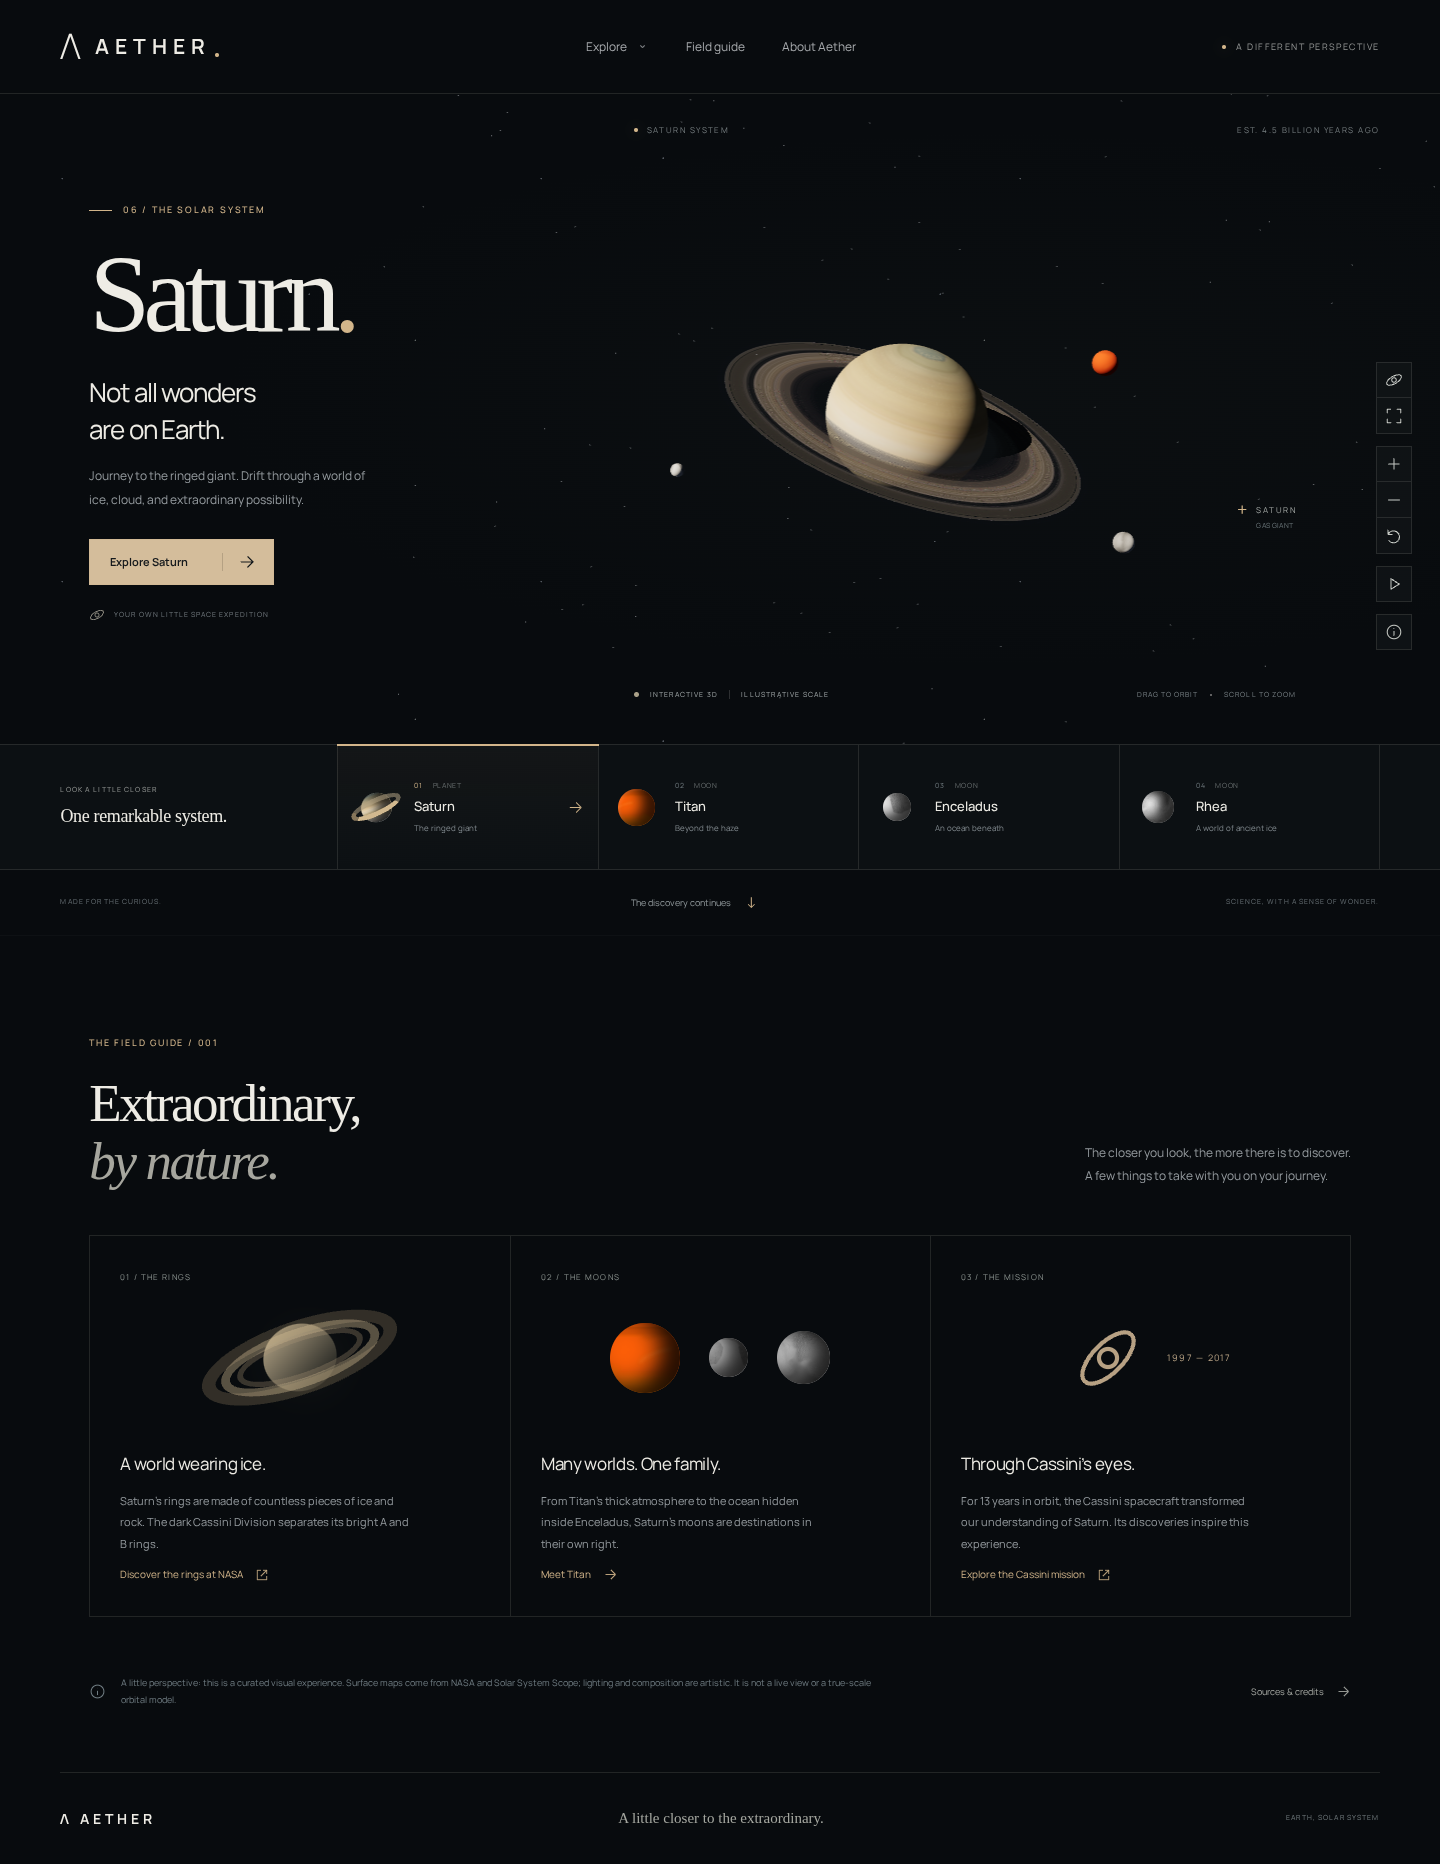 AETHER.
Explore
Field guide
About Aether
A DIFFERENT PERSPECTIVE
SATURN SYSTEM
EST. 4.5 BILLION YEARS AGO
06 / THE SOLAR SYSTEM
Saturn.
Not all wonders
are on Earth.
Journey to the ringed giant. Drift through a world of
ice, cloud, and extraordinary possibility.
Explore Saturn
YOUR OWN LITTLE SPACE EXPEDITION
SATURN
GAS GIANT
INTERACTIVE 3D
ILLUSTRATIVE SCALE
DRAG TO ORBIT • SCROLL TO ZOOM
LOOK A LITTLE CLOSER
One remarkable system.
01 PLANET
Saturn
The ringed giant
02 MOON
Titan
Beyond the haze
03 MOON
Enceladus
An ocean beneath
04 MOON
Rhea
A world of ancient ice
MADE FOR THE CURIOUS.
The discovery continues
SCIENCE, WITH A SENSE OF WONDER.
THE FIELD GUIDE / 001
Extraordinary,
by nature.
The closer you look, the more there is to discover.
A few things to take with you on your journey.
01 / THE RINGS
A world wearing ice.
Saturn's rings are made of countless pieces of ice and
rock. The dark Cassini Division separates its bright A and
B rings.
Discover the rings at NASA
02 / THE MOONS
Many worlds. One family.
From Titan's thick atmosphere to the ocean hidden
inside Enceladus, Saturn's moons are destinations in
their own right.
Meet Titan
03 / THE MISSION
1997 — 2017
Through Cassini's eyes.
For 13 years in orbit, the Cassini spacecraft transformed
our understanding of Saturn. Its discoveries inspire this
experience.
Explore the Cassini mission
A little perspective: this is a curated visual experience. Surface maps come from NASA and Solar System Scope; lighting and composition are artistic. It is not a live view or a true-scale
orbital model.
Sources & credits
AETHER
A little closer to the extraordinary.
EARTH, SOLAR SYSTEM